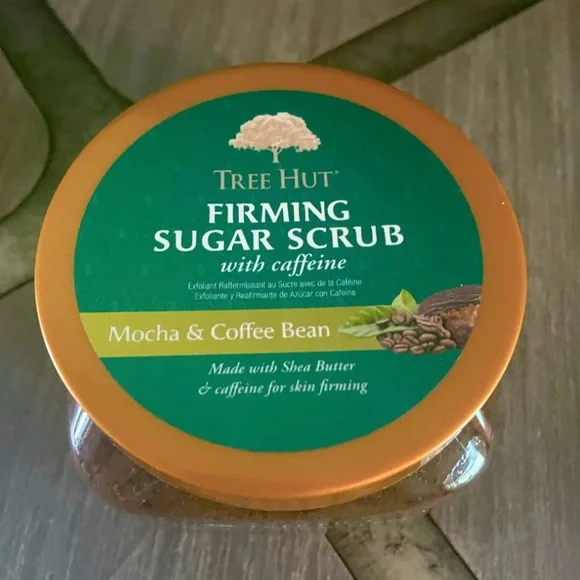 TREE HUT®
FIRMING
SUGAR SCRUB
with caffeine
Exfoliant Raffermissant au Sucre avec de la Caféine
Exfoliante y Reafirmante de Azúcar con Cafeína
Mocha & Coffee Bean
Made with Shea Butter
& caffeine for skin firming